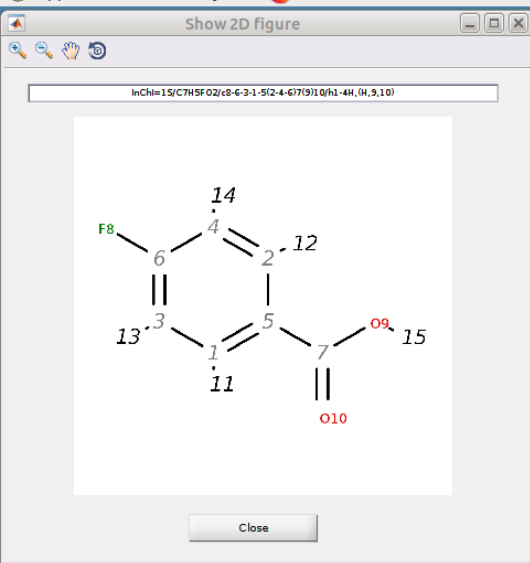 Show 2D figure
InChI=1S/C7H5FO2/c8-6-3-1-5(2-4-6)7(9)10/h1-4H,(H,9,10)
14
F8
4
12
6
2
3
5
13
1
O9
15
7
11
O10
Close